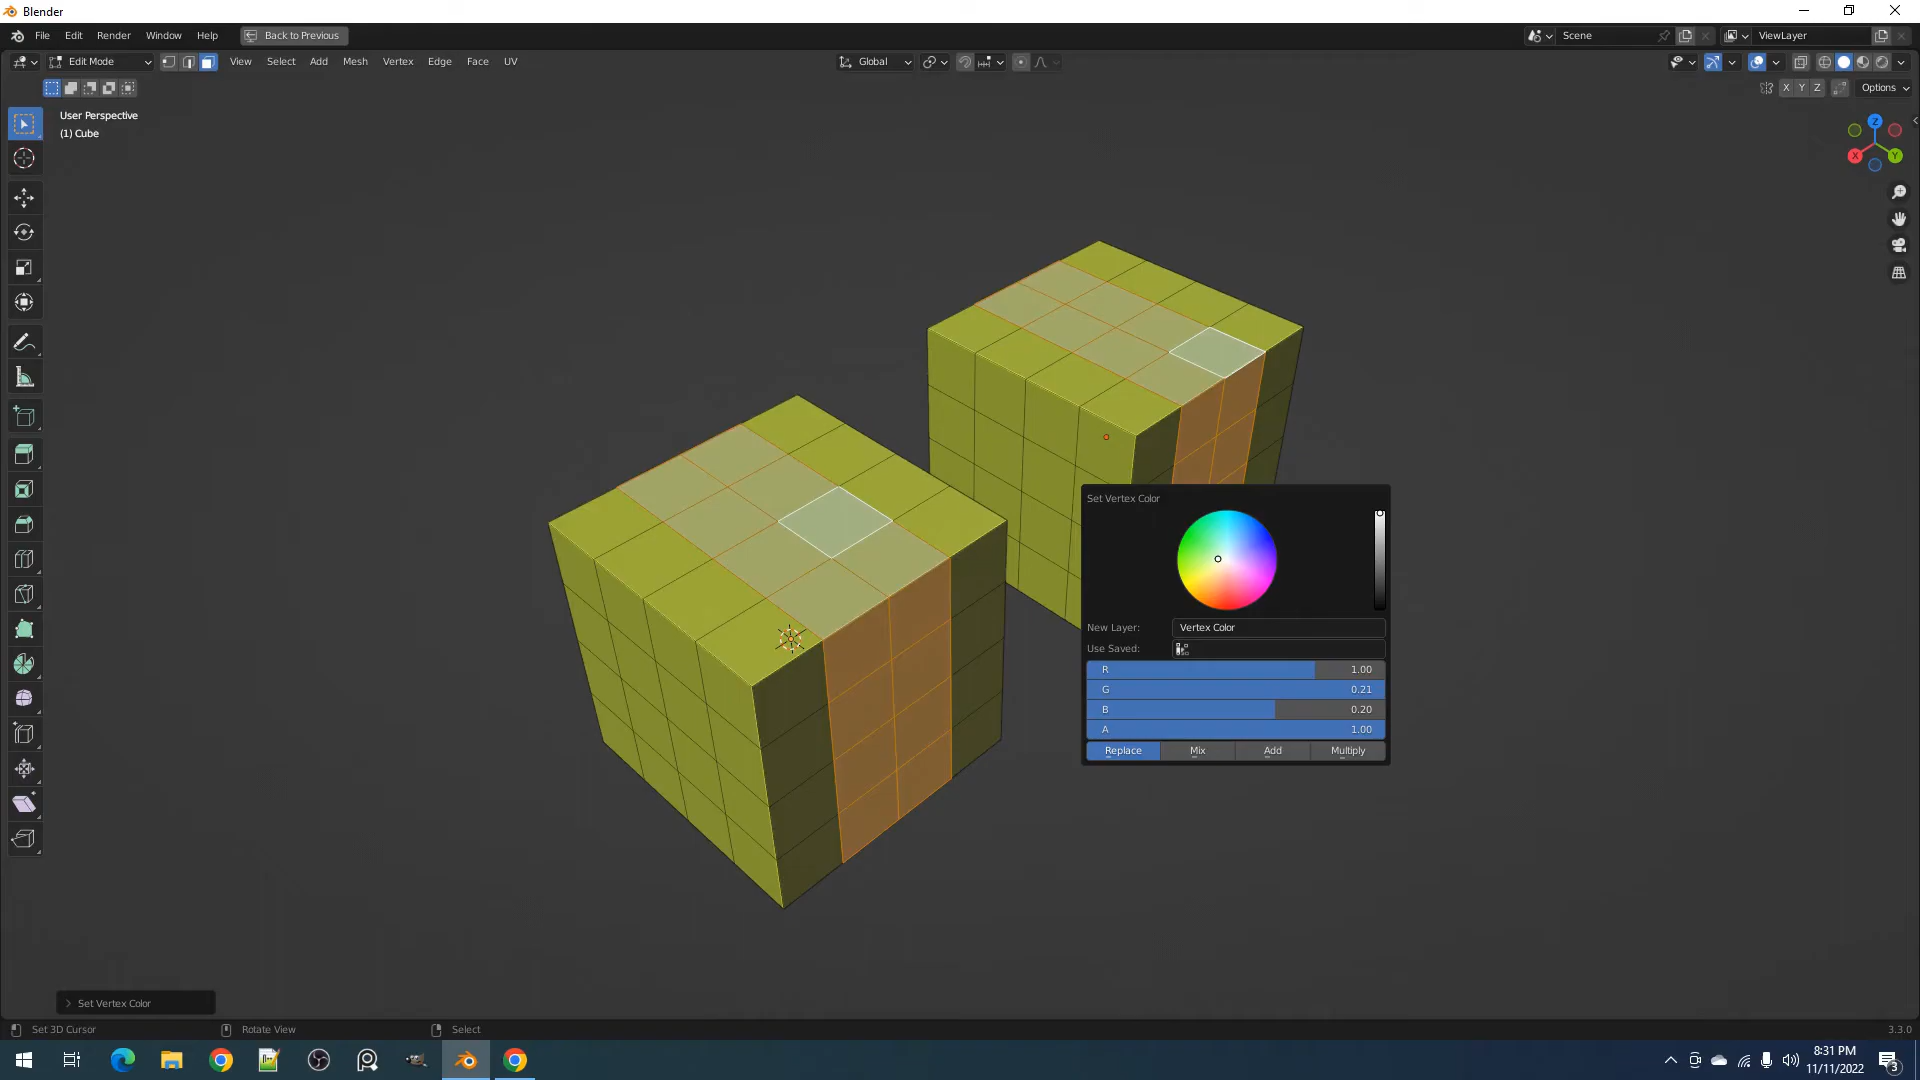 Blender
File Edit Render Window Help Back to Previous Scene ViewLayer
Edit Mode View Select Add Mesh Vertex Edge Face UV Global
X Y Z Options
User Perspective
(1) Cube
Z
X Y
Set Vertex Color
New Layer: Vertex Color
Use Saved:
R 1.00
G 0.21
B 0.20
A 1.00
Replace Mix Add Multiply
Set Vertex Color
Set 3D Cursor Rotate View Select 3.3.0
8:31 PM
11/11/2022
3